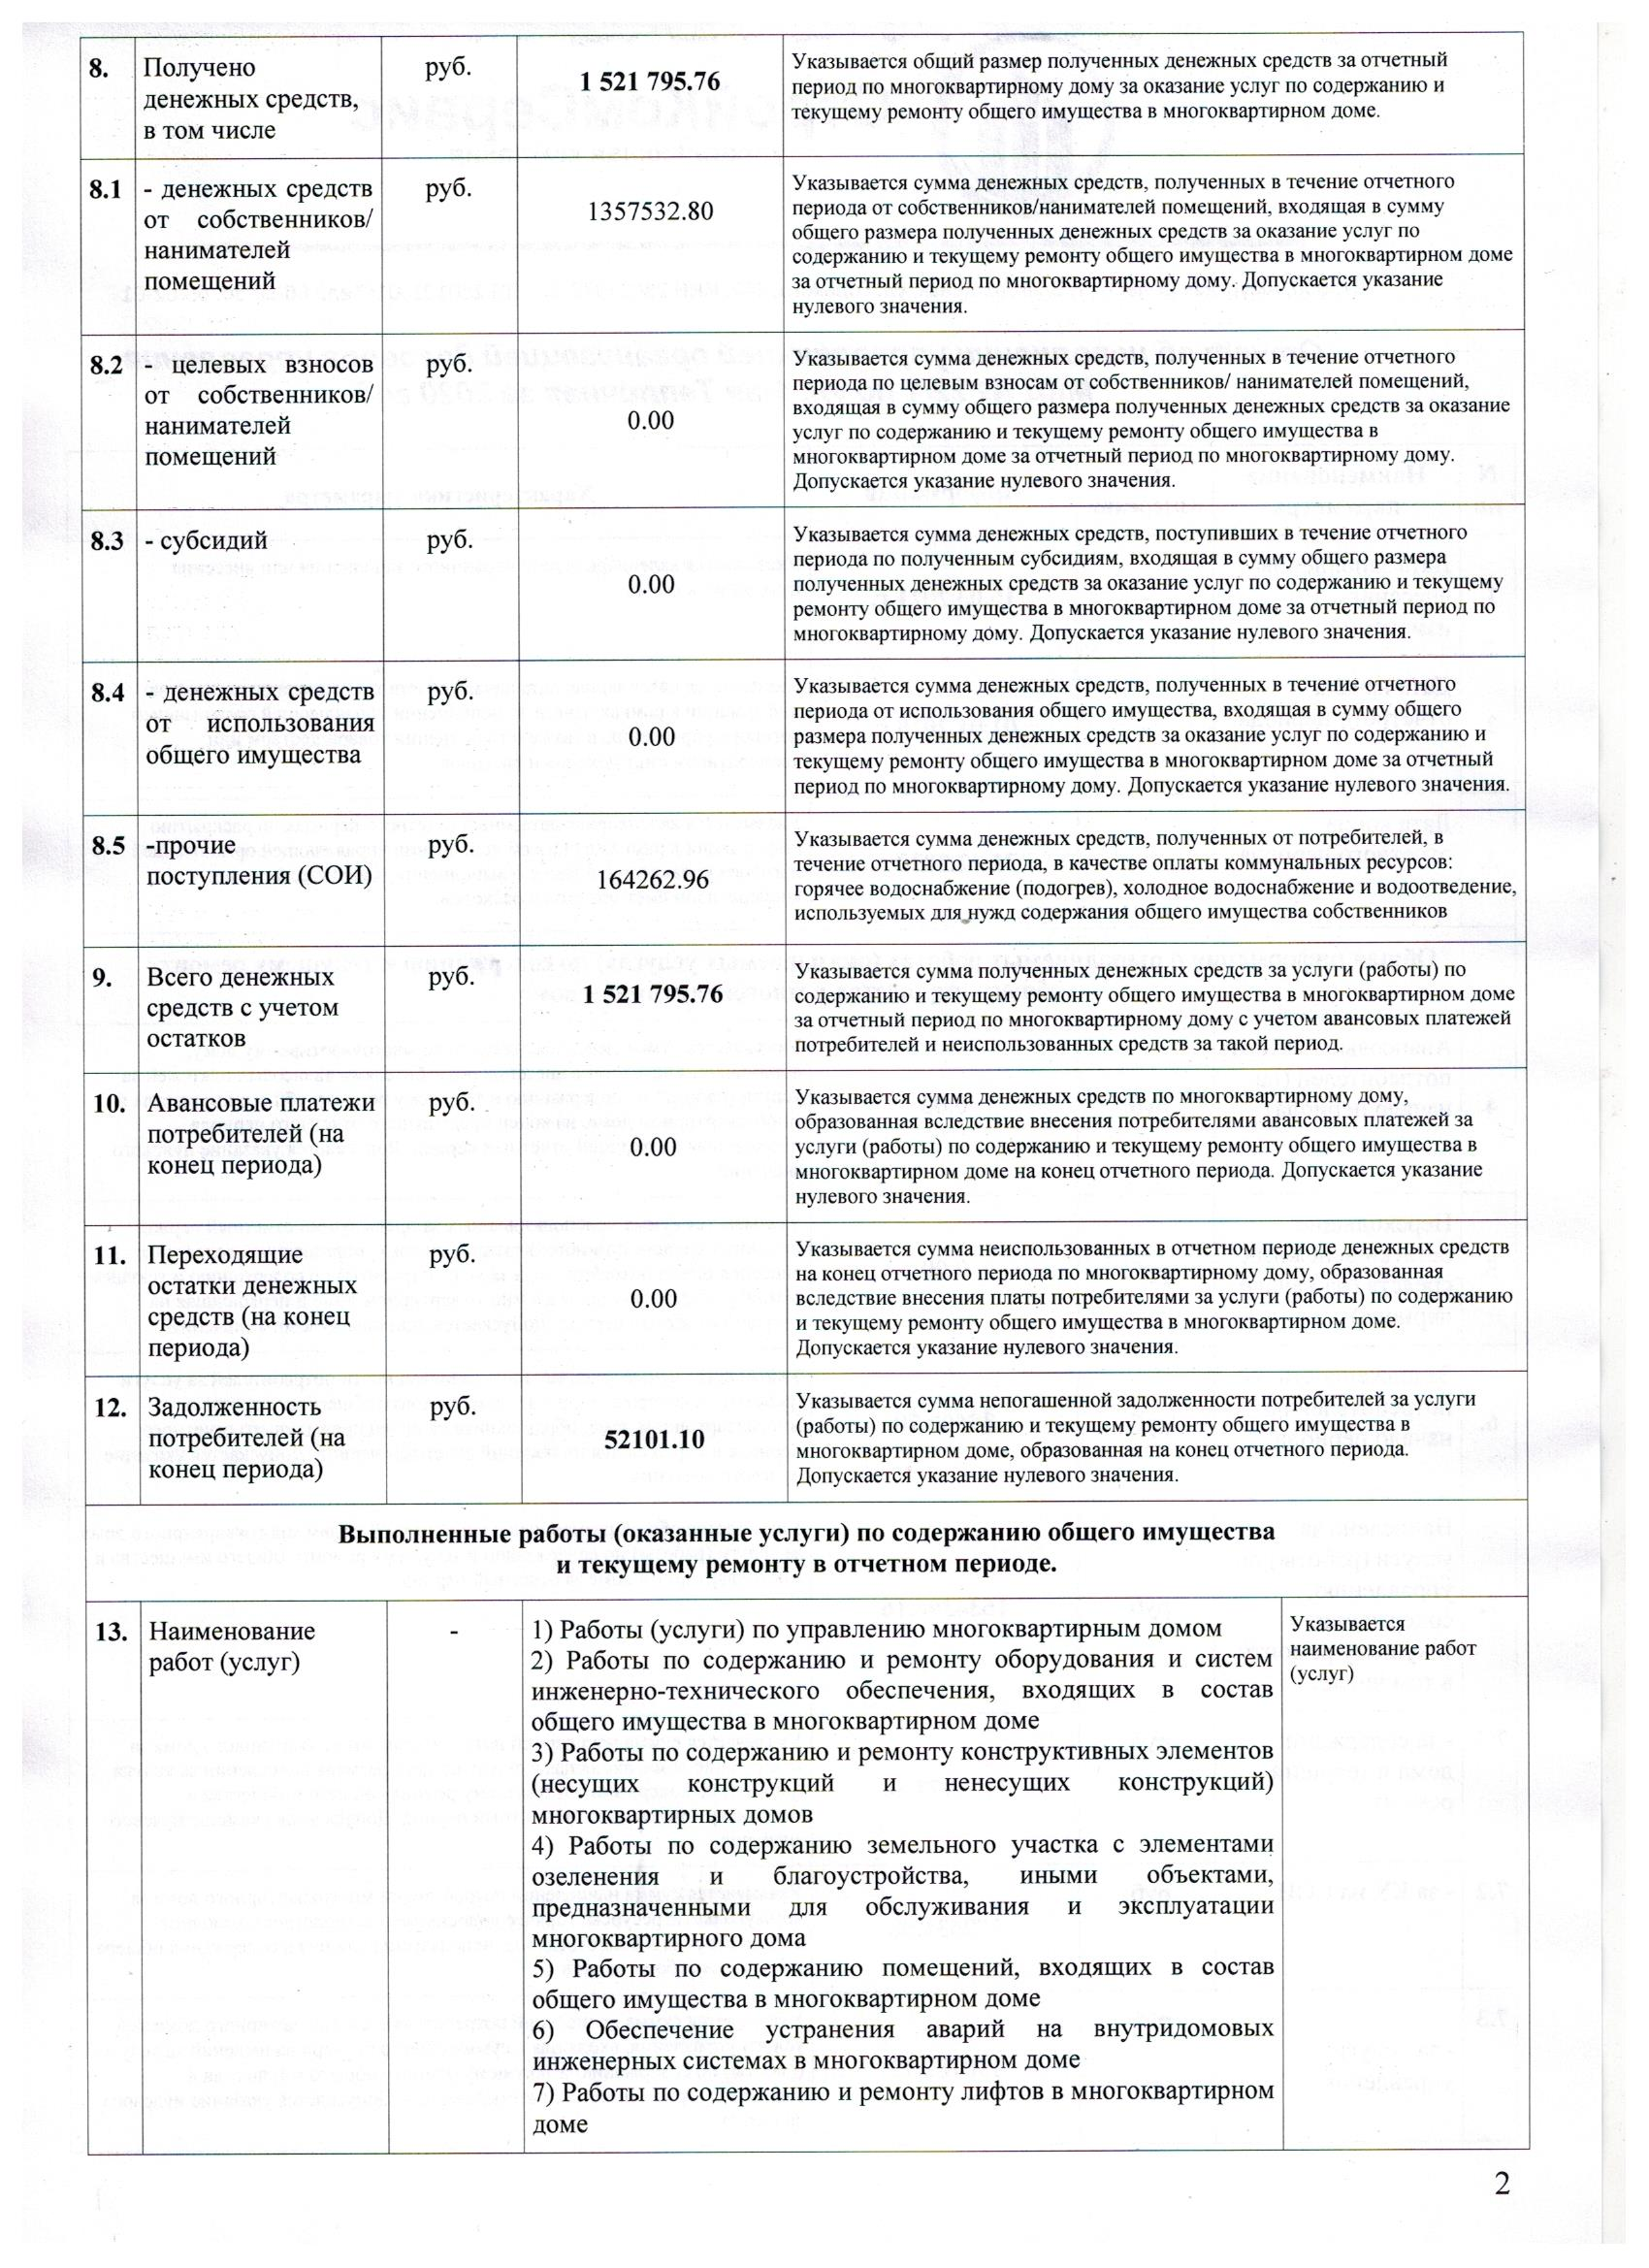 8.
Получено
денежных средств,
в том числе
руб.
1 521 795.76
Указывается общий размер полученных денежных средств за отчетный
период по многоквартирному дому за оказание услуг по содержанию и
текущему ремонту общего имущества в многоквартирном доме.
8.1
- денежных средств
от собственников/
нанимателей
помещений
руб.
1357532.80
Указывается сумма денежных средств, полученных в течение отчетного
периода от собственников/нанимателей помещений, входящая в сумму
общего размера полученных денежных средств за оказание услуг по
содержанию и текущему ремонту общего имущества в многоквартирном доме
за отчетный период по многоквартирному дому. Допускается указание
нулевого значения.
8.2
- целевых взносов
от собственников/
нанимателей
помещений
руб.
0.00
Указывается сумма денежных средств, полученных в течение отчетного
периода по целевым взносам от собственников/ нанимателей помещений,
входящая в сумму общего размера полученных денежных средств за оказание
услуг по содержанию и текущему ремонту общего имущества в
многоквартирном доме за отчетный период по многоквартирному дому.
Допускается указание нулевого значения.
8.3
- субсидий
руб.
0.00
Указывается сумма денежных средств, поступивших в течение отчетного
периода по полученным субсидиям, входящая в сумму общего размера
полученных денежных средств за оказание услуг по содержанию и текущему
ремонту общего имущества в многоквартирном доме за отчетный период по
многоквартирному дому. Допускается указание нулевого значения.
8.4
- денежных средств
от использования
общего имущества
руб.
0.00
Указывается сумма денежных средств, полученных в течение отчетного
периода от использования общего имущества, входящая в сумму общего
размера полученных денежных средств за оказание услуг по содержанию и
текущему ремонту общего имущества в многоквартирном доме за отчетный
период по многоквартирному дому. Допускается указание нулевого значения.
8.5
-прочие
поступления (СОИ)
руб.
164262.96
Указывается сумма денежных средств, полученных от потребителей, в
течение отчетного периода, в качестве оплаты коммунальных ресурсов:
горячее водоснабжение (подогрев), холодное водоснабжение и водоотведение,
используемых для нужд содержания общего имущества собственников
9.
Всего денежных
средств с учетом
остатков
руб.
1 521 795.76
Указывается сумма полученных денежных средств за услуги (работы) по
содержанию и текущему ремонту общего имущества в многоквартирном доме
за отчетный период по многоквартирному дому с учетом авансовых платежей
потребителей и неиспользованных средств за такой период.
10.
Авансовые платежи
потребителей (на
конец периода)
руб.
0.00
Указывается сумма денежных средств по многоквартирному дому,
образованная вследствие внесения потребителями авансовых платежей за
услуги (работы) по содержанию и текущему ремонту общего имущества в
многоквартирном доме на конец отчетного периода. Допускается указание
нулевого значения.
11.
Переходящие
остатки денежных
средств (на конец
периода)
руб.
0.00
Указывается сумма неиспользованных в отчетном периоде денежных средств
на конец отчетного периода по многоквартирному дому, образованная
вследствие внесения платы потребителями за услуги (работы) по содержанию
и текущему ремонту общего имущества в многоквартирном доме.
Допускается указание нулевого значения.
12.
Задолженность
потребителей (на
конец периода)
руб.
52101.10
Указывается сумма непогашенной задолженности потребителей за услуги
(работы) по содержанию и текущему ремонту общего имущества в
многоквартирном доме, образованная на конец отчетного периода.
Допускается указание нулевого значения.
Выполненные работы (оказанные услуги) по содержанию общего имущества
и текущему ремонту в отчетном периоде.
13.
Наименование
работ (услуг)
-
1) Работы (услуги) по управлению многоквартирным домом
2) Работы по содержанию и ремонту оборудования и систем
инженерно-технического обеспечения, входящих в состав
общего имущества в многоквартирном доме
3) Работы по содержанию и ремонту конструктивных элементов
(несущих конструкций и ненесущих конструкций)
многоквартирных домов
4) Работы по содержанию земельного участка с элементами
озеленения и благоустройства, иными объектами,
предназначенными для обслуживания и эксплуатации
многоквартирного дома
5) Работы по содержанию помещений, входящих в состав
общего имущества в многоквартирном доме
6) Обеспечение устранения аварий на внутридомовых
инженерных системах в многоквартирном доме
7) Работы по содержанию и ремонту лифтов в многоквартирном
доме
Указывается
наименование работ
(услуг)
2